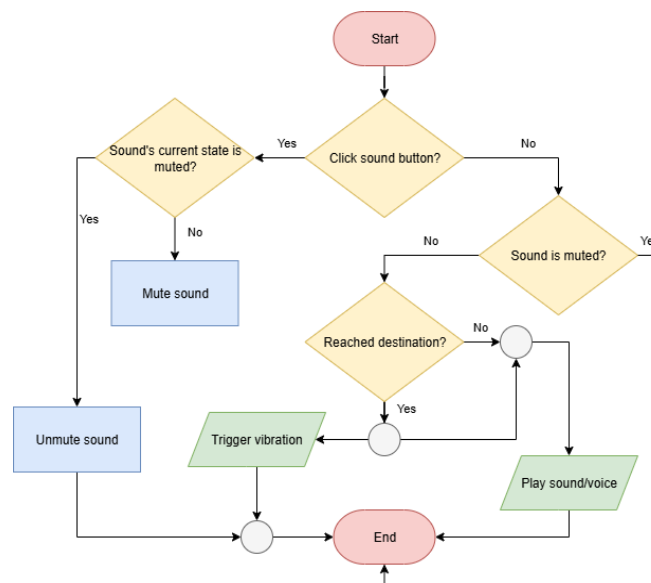 Start
Sound's current state is
muted?
Yes
Click sound button?
No
Yes
No
No
Sound is muted?
Mute sound
Reached destination?
No
Yes
Unmute sound
Trigger vibration
Play sound/voice
End